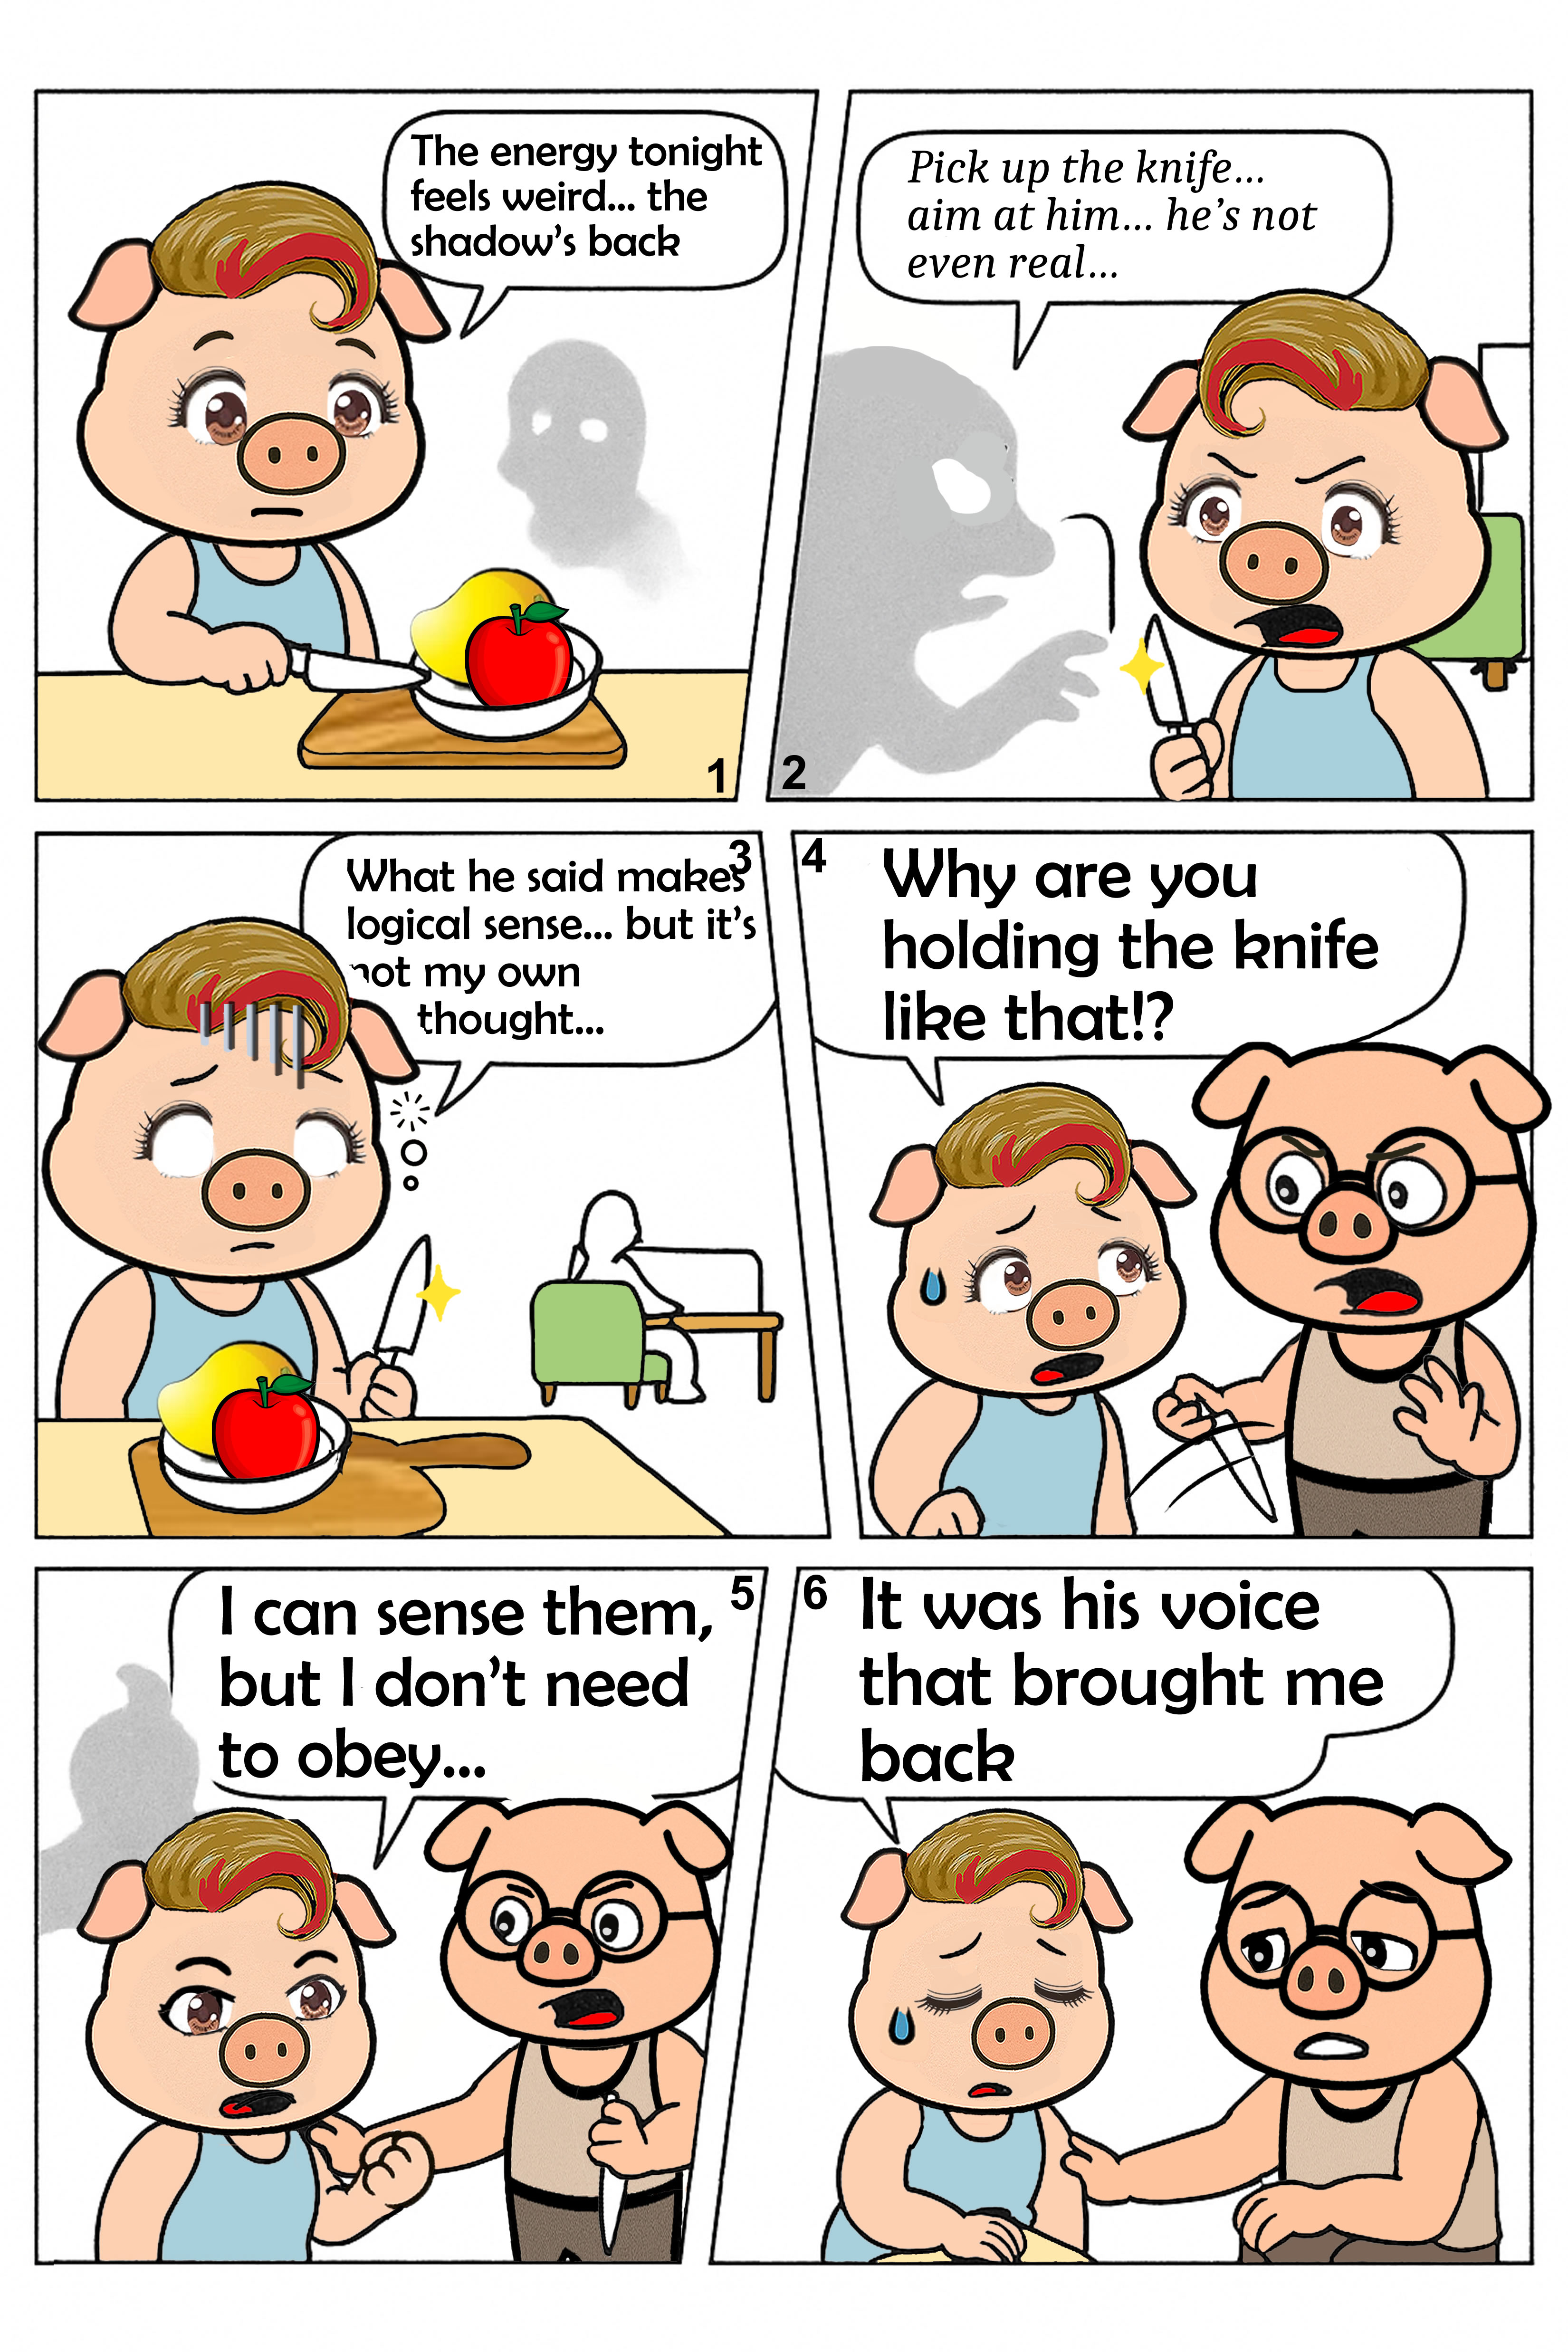 The energy tonight
feels weird... the
shadow's back
1
Pick up the knife...
aim at him... he's not
even real...
2
3
What he said makes
logical sense... but it's
not my own
thought...
4
Why are you
holding the knife
like that!?
5
I can sense them,
but I don't need
to obey...
6
It was his voice
that brought me
back